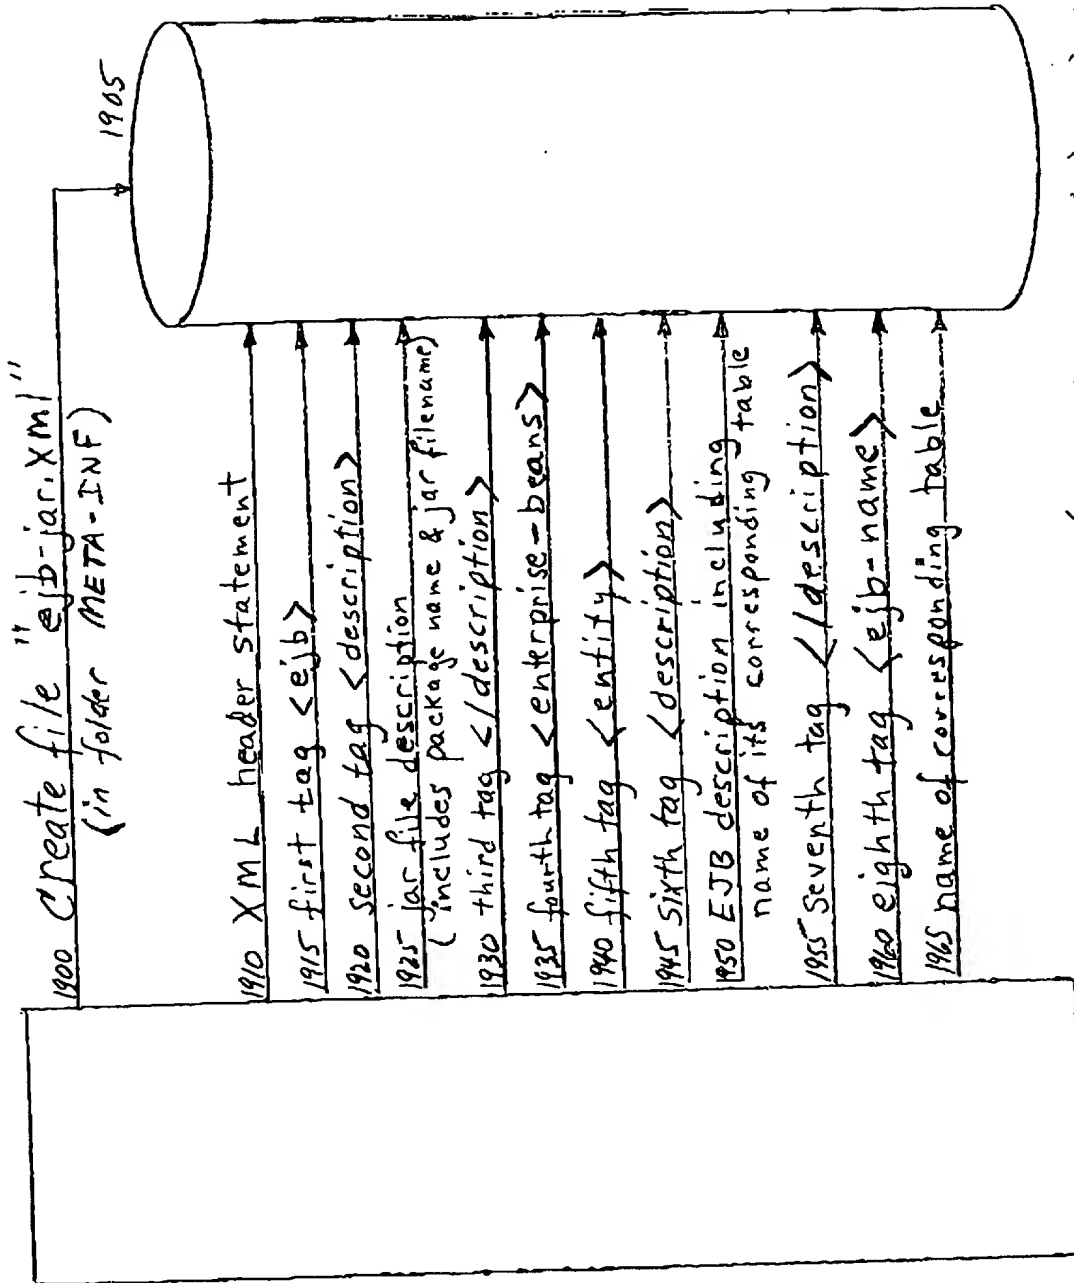 1900 Create file "ejb-jar.xml"
(in folder META-INF)
1905
1910 XML header statement
1915 first tag <ejb>
1920 second tag <description>
1925 jar file description
(includes package name & jar filename)
1930 third tag </description>
1935 fourth tag <enterprise-beans>
1940 fifth tag <entity>
1945 sixth tag <description>
1950 EJB description including
name of its corresponding table
1955 Seventh tag </description>
1960 eighth tag <ejb-name>
1965 name of corresponding table